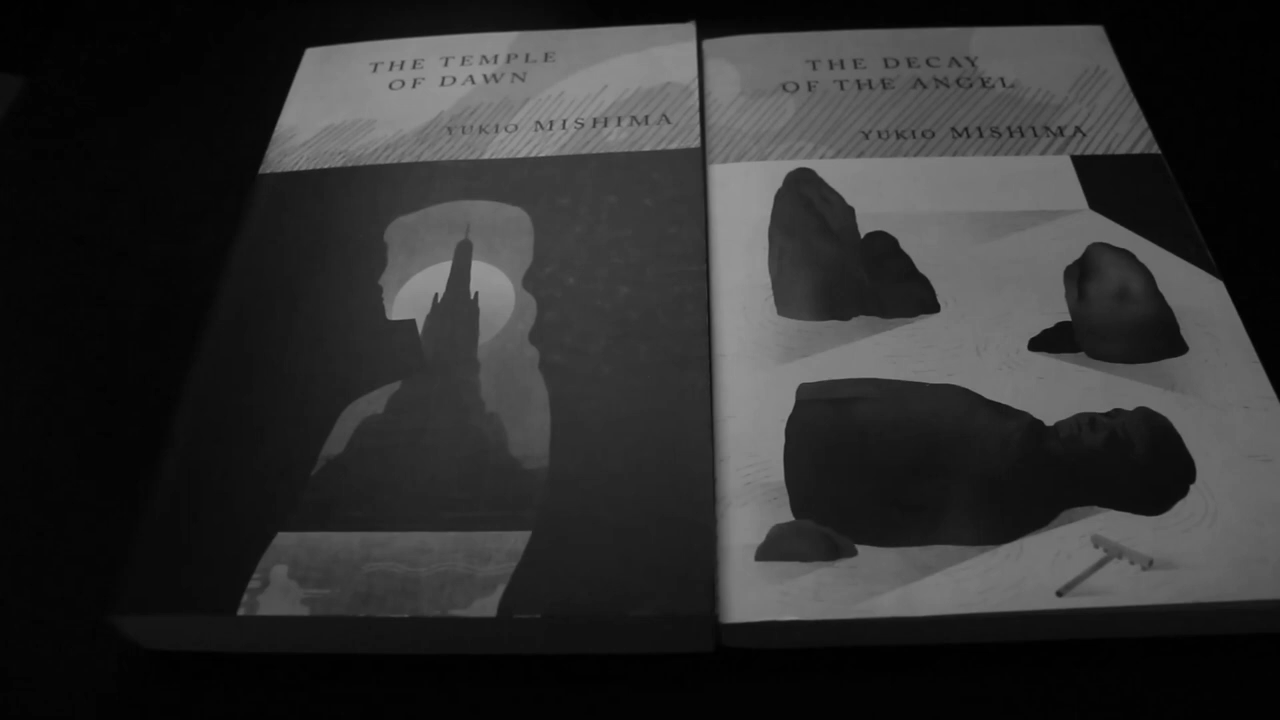 THE TEMPLE
OF DAWN
YUKIO MISHIMA
THE DECAY
OF THE ANGEL
YUKIO MISHIMA